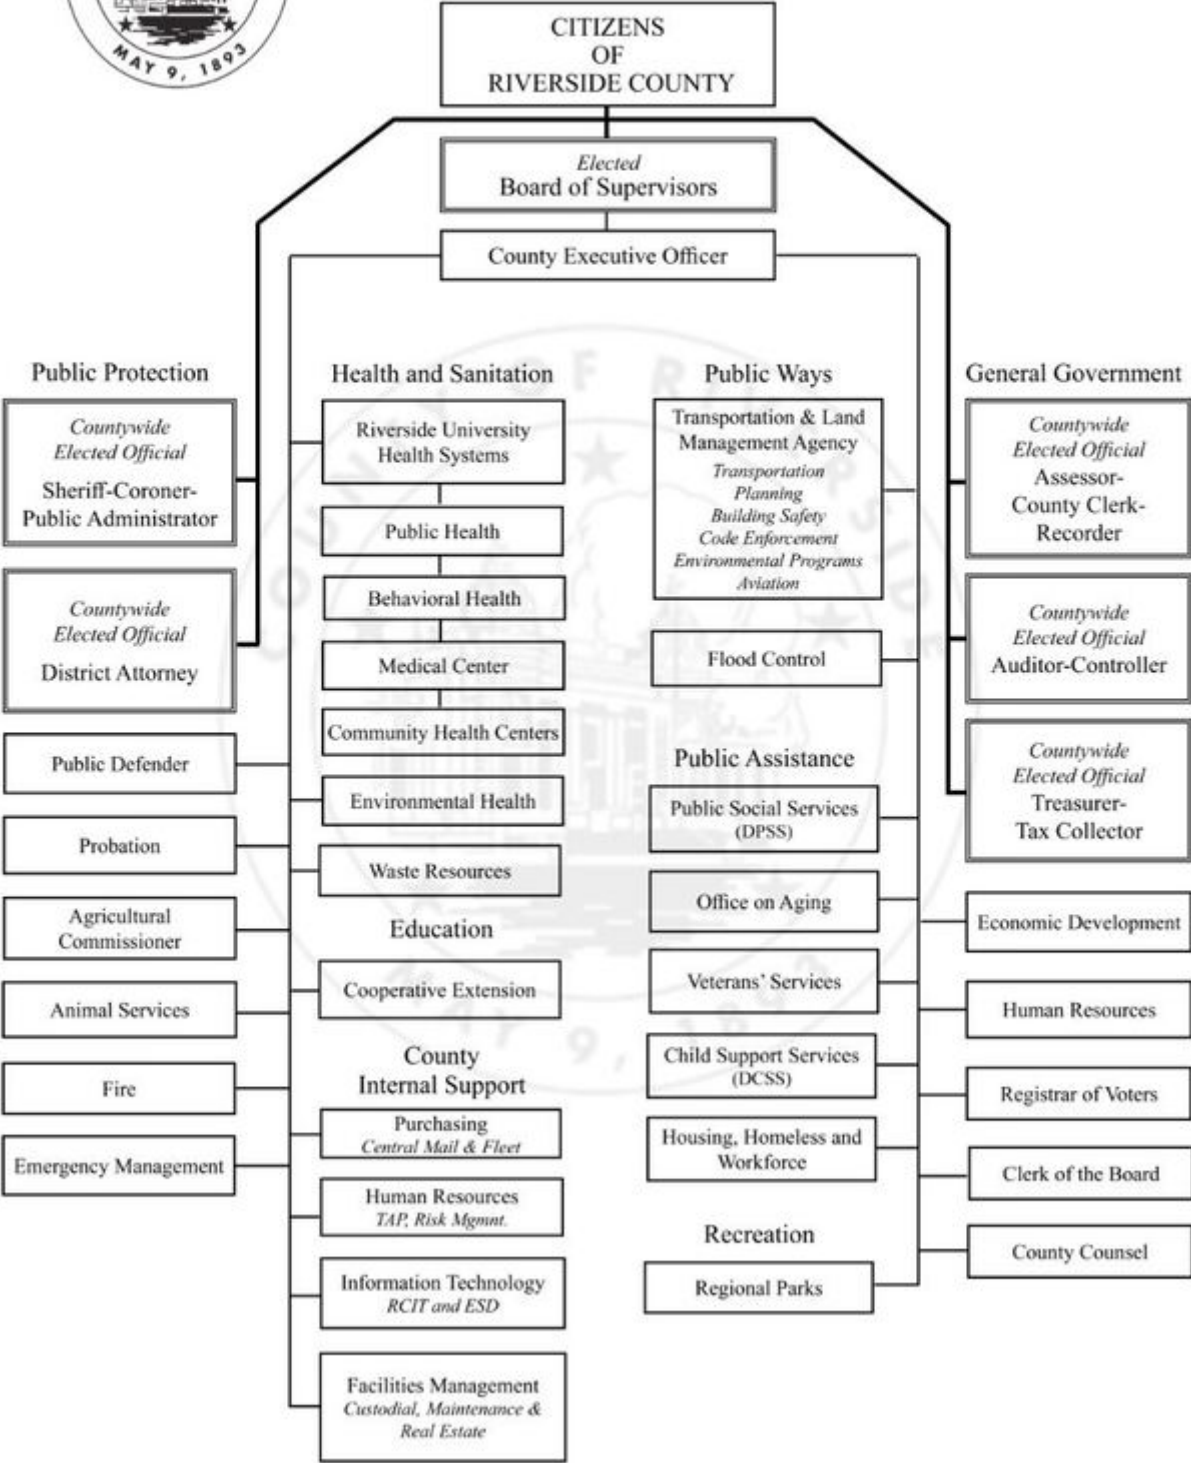 MAY 9, 1893
CITIZENS
OF
RIVERSIDE COUNTY
Elected
Board of Supervisors
County Executive Officer
Public Protection
Countywide
Elected Official
Sheriff-Coroner-
Public Administrator
Countywide
Elected Official
District Attorney
Public Defender
Probation
Agricultural
Commissioner
Animal Services
Fire
Emergency Management
Health and Sanitation
Riverside University
Health Systems
Public Health
Behavioral Health
Medical Center
Community Health Centers
Environmental Health
Waste Resources
Education
Cooperative Extension
County
Internal Support
Purchasing
Central Mail & Fleet
Human Resources
TAP, Risk Mgmnt.
Information Technology
RCIT and ESD
Facilities Management
Custodial, Maintenance &
Real Estate
Public Ways
Transportation & Land
Management Agency
Transportation
Planning
Building Safety
Code Enforcement
Environmental Programs
Aviation
Flood Control
Public Assistance
Public Social Services
(DPSS)
Office on Aging
Veterans' Services
Child Support Services
(DCSS)
Housing, Homeless and
Workforce
Recreation
Regional Parks
General Government
Countywide
Elected Official
Assessor-
County Clerk-
Recorder
Countywide
Elected Official
Auditor-Controller
Countywide
Elected Official
Treasurer-
Tax Collector
Economic Development
Human Resources
Registrar of Voters
Clerk of the Board
County Counsel
COUNTY OF RIVERSIDE
MAY 9, 1893